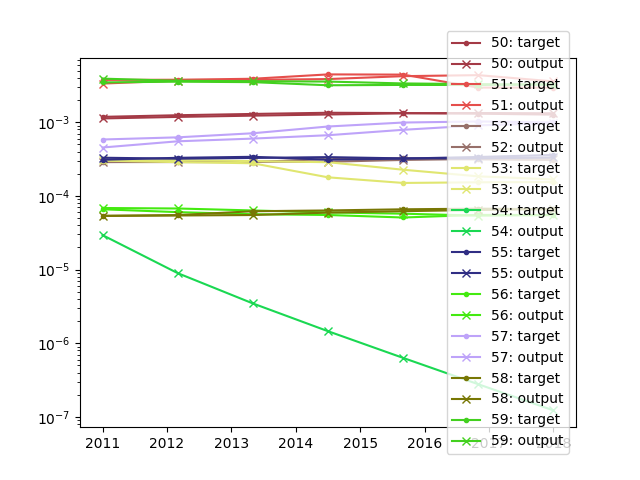 50: target
50: output
51: target
51: output
52: target
52: output
53: target
53: output
54: target
54: output
55: target
55: output
56: target
56: output
57: target
57: output
58: target
58: output
59: target
59: output
10⁻³
10⁻⁴
10⁻⁵
10⁻⁶
10⁻⁷
2011 2012 2013 2014 2015 2016 2017 2018